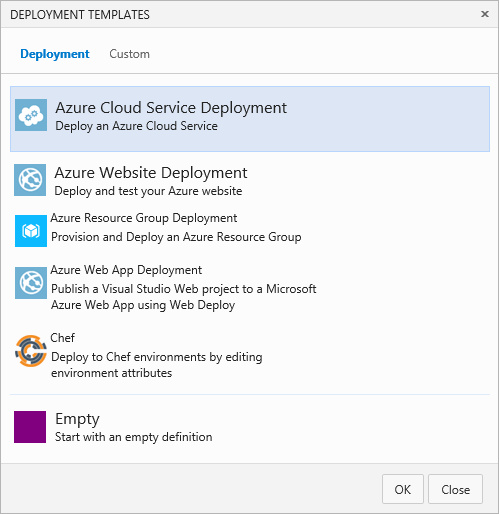 DEPLOYMENT TEMPLATES
Deployment Custom
Azure Cloud Service Deployment
Deploy an Azure Cloud Service
Azure Website Deployment
Deploy and test your Azure website
Azure Resource Group Deployment
Provision and Deploy an Azure Resource Group
Azure Web App Deployment
Publish a Visual Studio Web project to a Microsoft
Azure Web App using Web Deploy
Chef
Deploy to Chef environments by editing
environment attributes
Empty
Start with an empty definition
OK Close